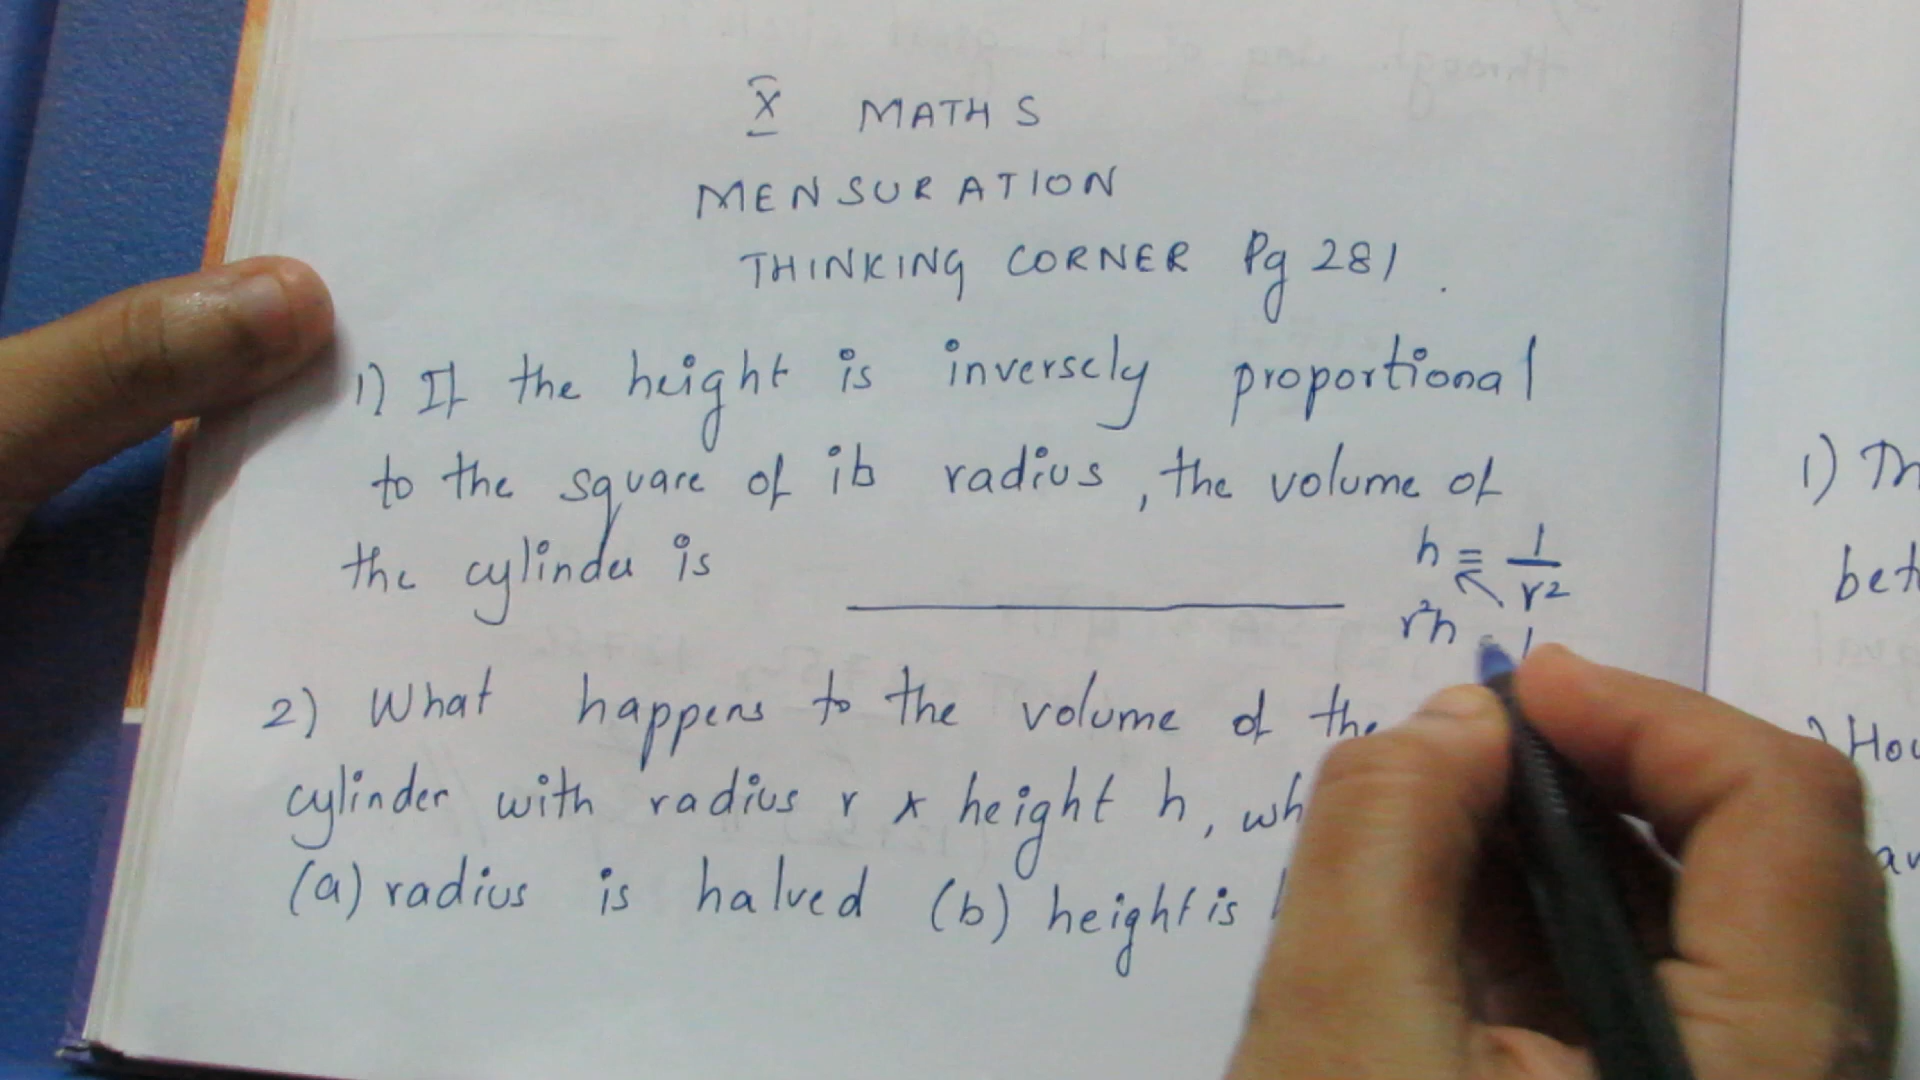 X MATHS
MENSURATION
THINKING CORNER Pg 281.
1) If the height is inversely proportional
to the square of its radius, the volume of
the cylinder is ____________
h = 1/r²
r²h = 1
2) What happens to the volume of the
cylinder with radius r & height h,
(a) radius is halved (b) height is
1)